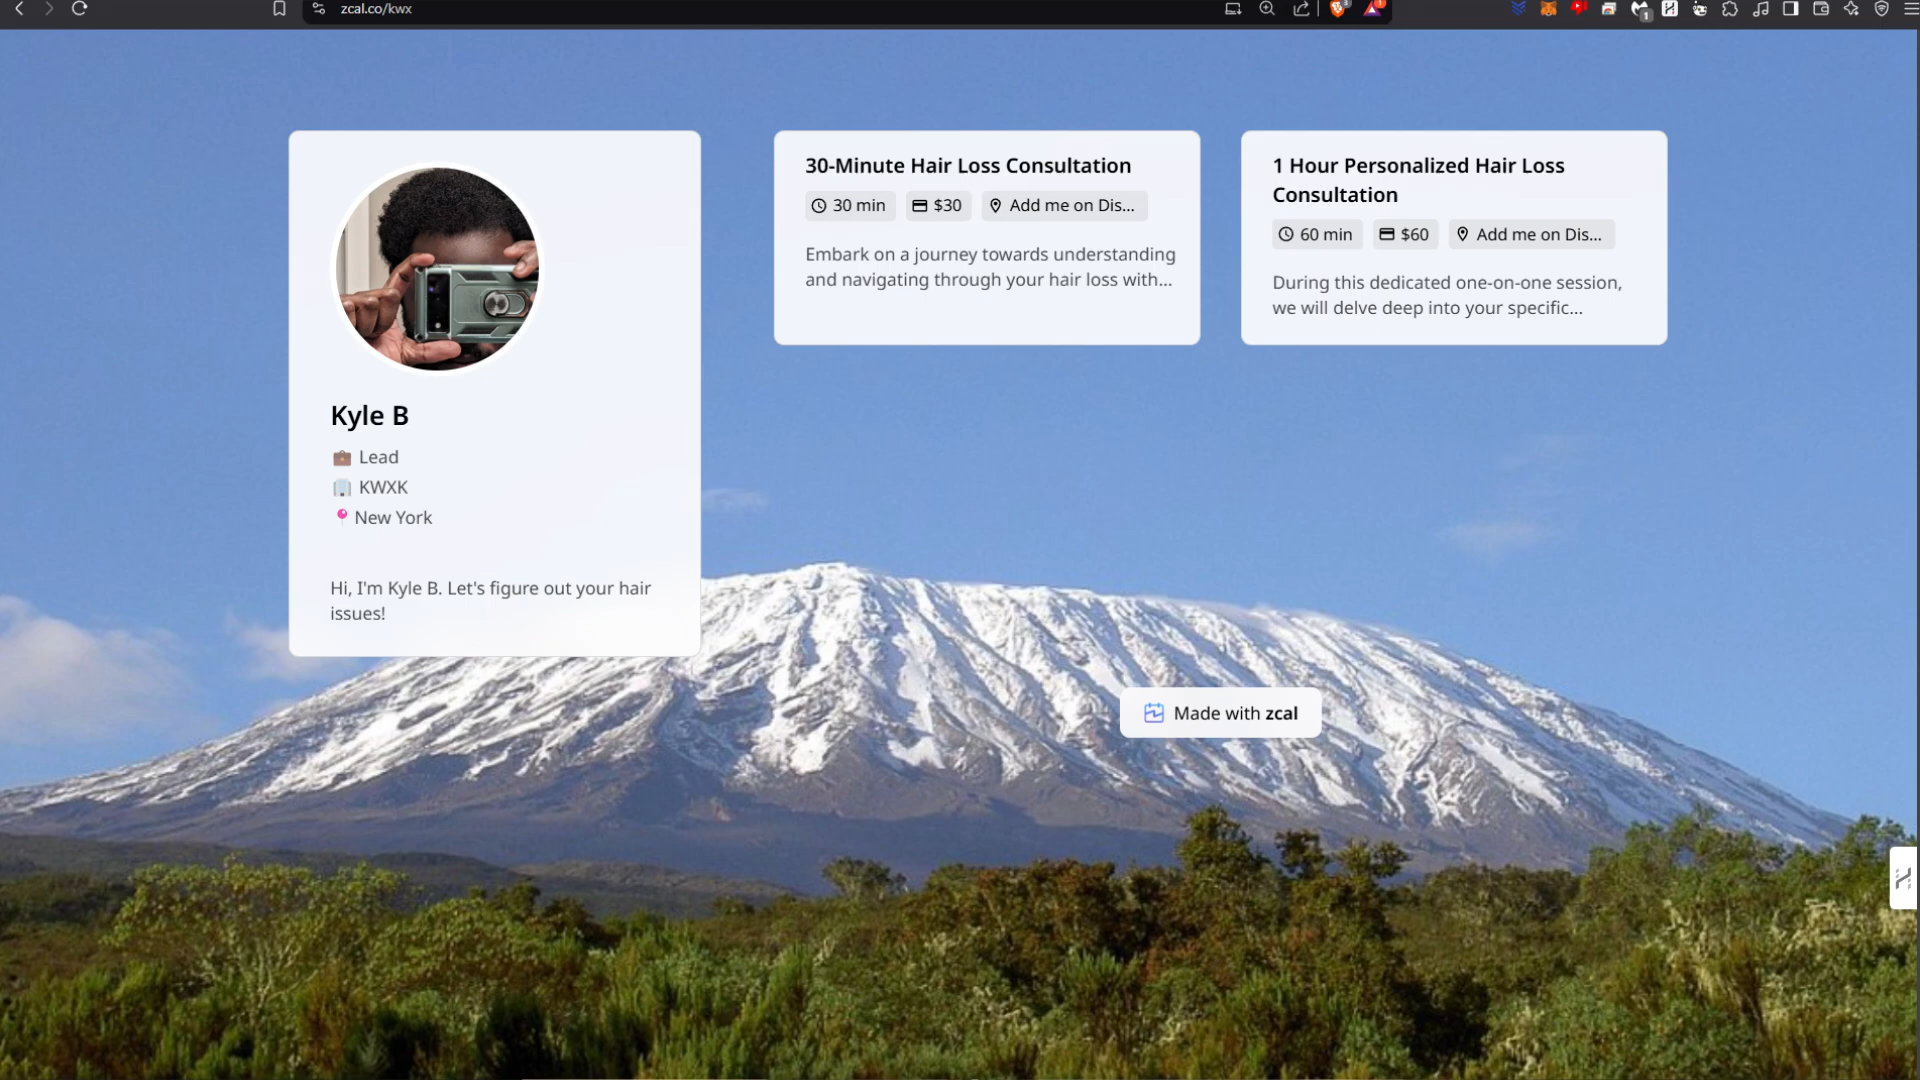 zcal.co/kwx
3
1
1
Kyle B
Lead
KWXK
New York
Hi, I'm Kyle B. Let's figure out your hair
issues!
30-Minute Hair Loss Consultation
30 min $30 Add me on Dis...
Embark on a journey towards understanding
and navigating through your hair loss with...
1 Hour Personalized Hair Loss
Consultation
60 min $60 Add me on Dis...
During this dedicated one-on-one session,
we will delve deep into your specific...
Made with zcal